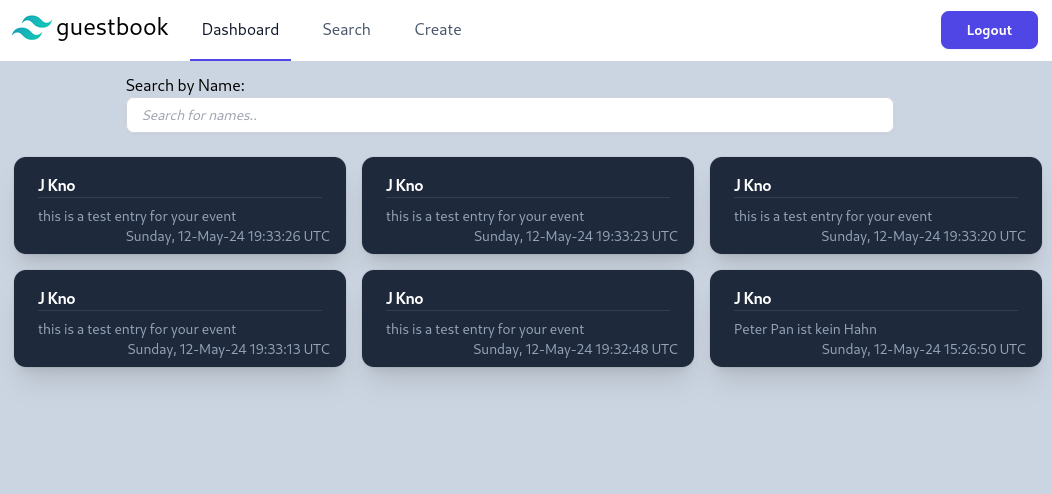 guestbook Dashboard Search Create Logout
Search by Name:
Search for names..
J Kno
this is a test entry for your event
Sunday, 12-May-24 19:33:26 UTC
J Kno
this is a test entry for your event
Sunday, 12-May-24 19:33:23 UTC
J Kno
this is a test entry for your event
Sunday, 12-May-24 19:33:20 UTC
J Kno
this is a test entry for your event
Sunday, 12-May-24 19:33:13 UTC
J Kno
this is a test entry for your event
Sunday, 12-May-24 19:32:48 UTC
J Kno
Peter Pan ist kein Hahn
Sunday, 12-May-24 15:26:50 UTC